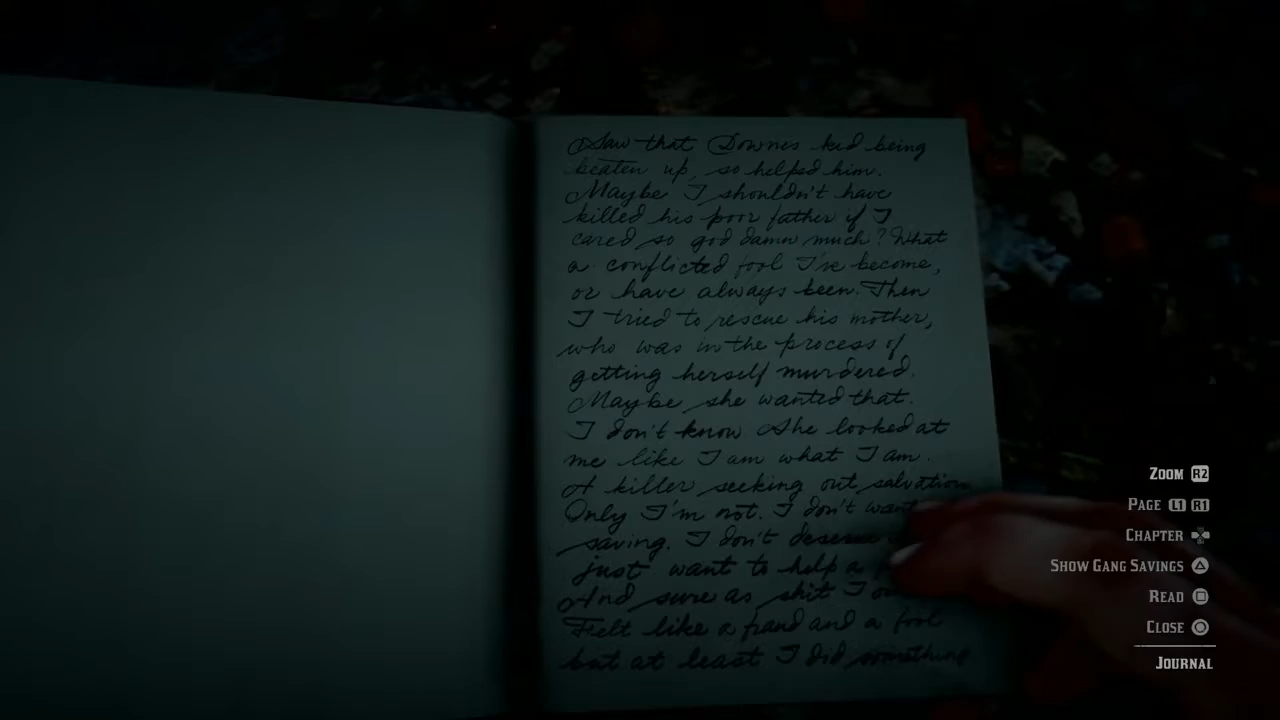 Saw that Downes kid being
beaten up, so helped him.
Maybe I shouldn't have
killed his poor father if I
cared so god damn much? What
a conflicted fool I've become,
or have always been. Then
I tried to rescue his mother,
who was in the process of
getting herself murdered.
Maybe she wanted that.
I don't know She looked at
me like I am what I am.
A killer seeking out salvation
Only I'm not. I don't want
saving. I don't deserve
just want to help a
And sure as shit I
Felt like a fraud and a fool
but at least I did something
ZOOM R2
PAGE L1 R1
CHAPTER
SHOW GANG SAVINGS
READ
CLOSE
JOURNAL